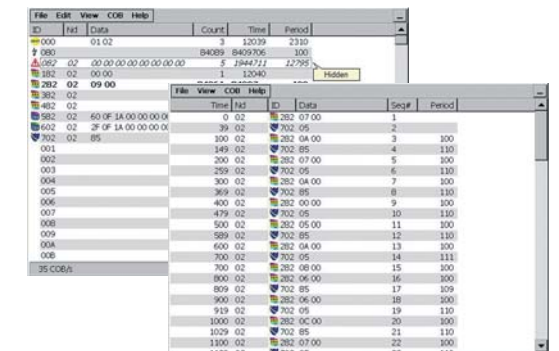 File Edit View COB Help
ID Nd Data Count Time Period
000 01 02 3 12039 2310
080 84089 8409706 100
082 02 00 00 00 00 00 00 00 00 5 1944711 12795
182 02 00 00 1 12040
Hidden
282 02 09 00
382 02
482 02
582 02 60 0F 1A 00 00 00
602 02 2F 0F 1A 00 00 00
702 02 85
001
002
003
004
005
006
007
008
009
00A
00B
35 COB/s
File View COB Help
Time Nd ID Data Seq# Period
0 02 282 07 00 1
39 02 702 05 2
100 02 282 0A 00 3 100
149 02 702 85 4 110
200 02 282 07 00 5 100
259 02 702 05 6 110
300 02 282 0A 00 7 100
369 02 702 85 8 110
400 02 282 00 00 9 100
479 02 702 05 10 110
500 02 282 05 00 11 100
589 02 702 85 12 110
600 02 282 0A 00 13 100
700 02 702 05 14 111
700 02 282 0B 00 15 100
800 02 282 06 00 16 100
809 02 702 85 17 109
900 02 282 06 00 18 100
919 02 702 05 19 110
1000 02 282 0C 00 20 100
1029 02 702 85 21 110
1100 02 282 07 00 22 100